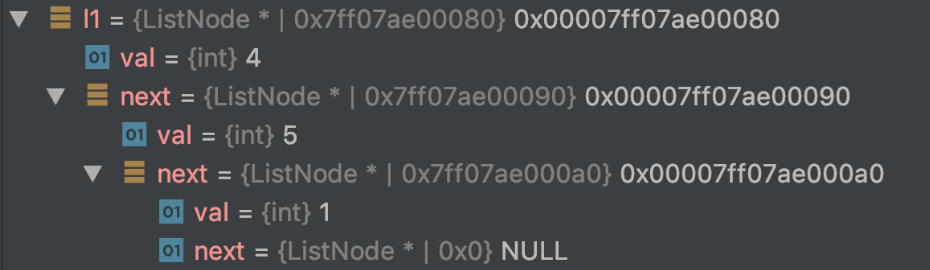 l1 = {ListNode * | 0x7ff07ae00080} 0x00007ff07ae00080
01 val = {int} 4
next = {ListNode * | 0x7ff07ae00090} 0x00007ff07ae00090
01 val = {int} 5
next = {ListNode * | 0x7ff07ae000a0} 0x00007ff07ae000a0
01 val = {int} 1
01 next = {ListNode * | 0x0} NULL